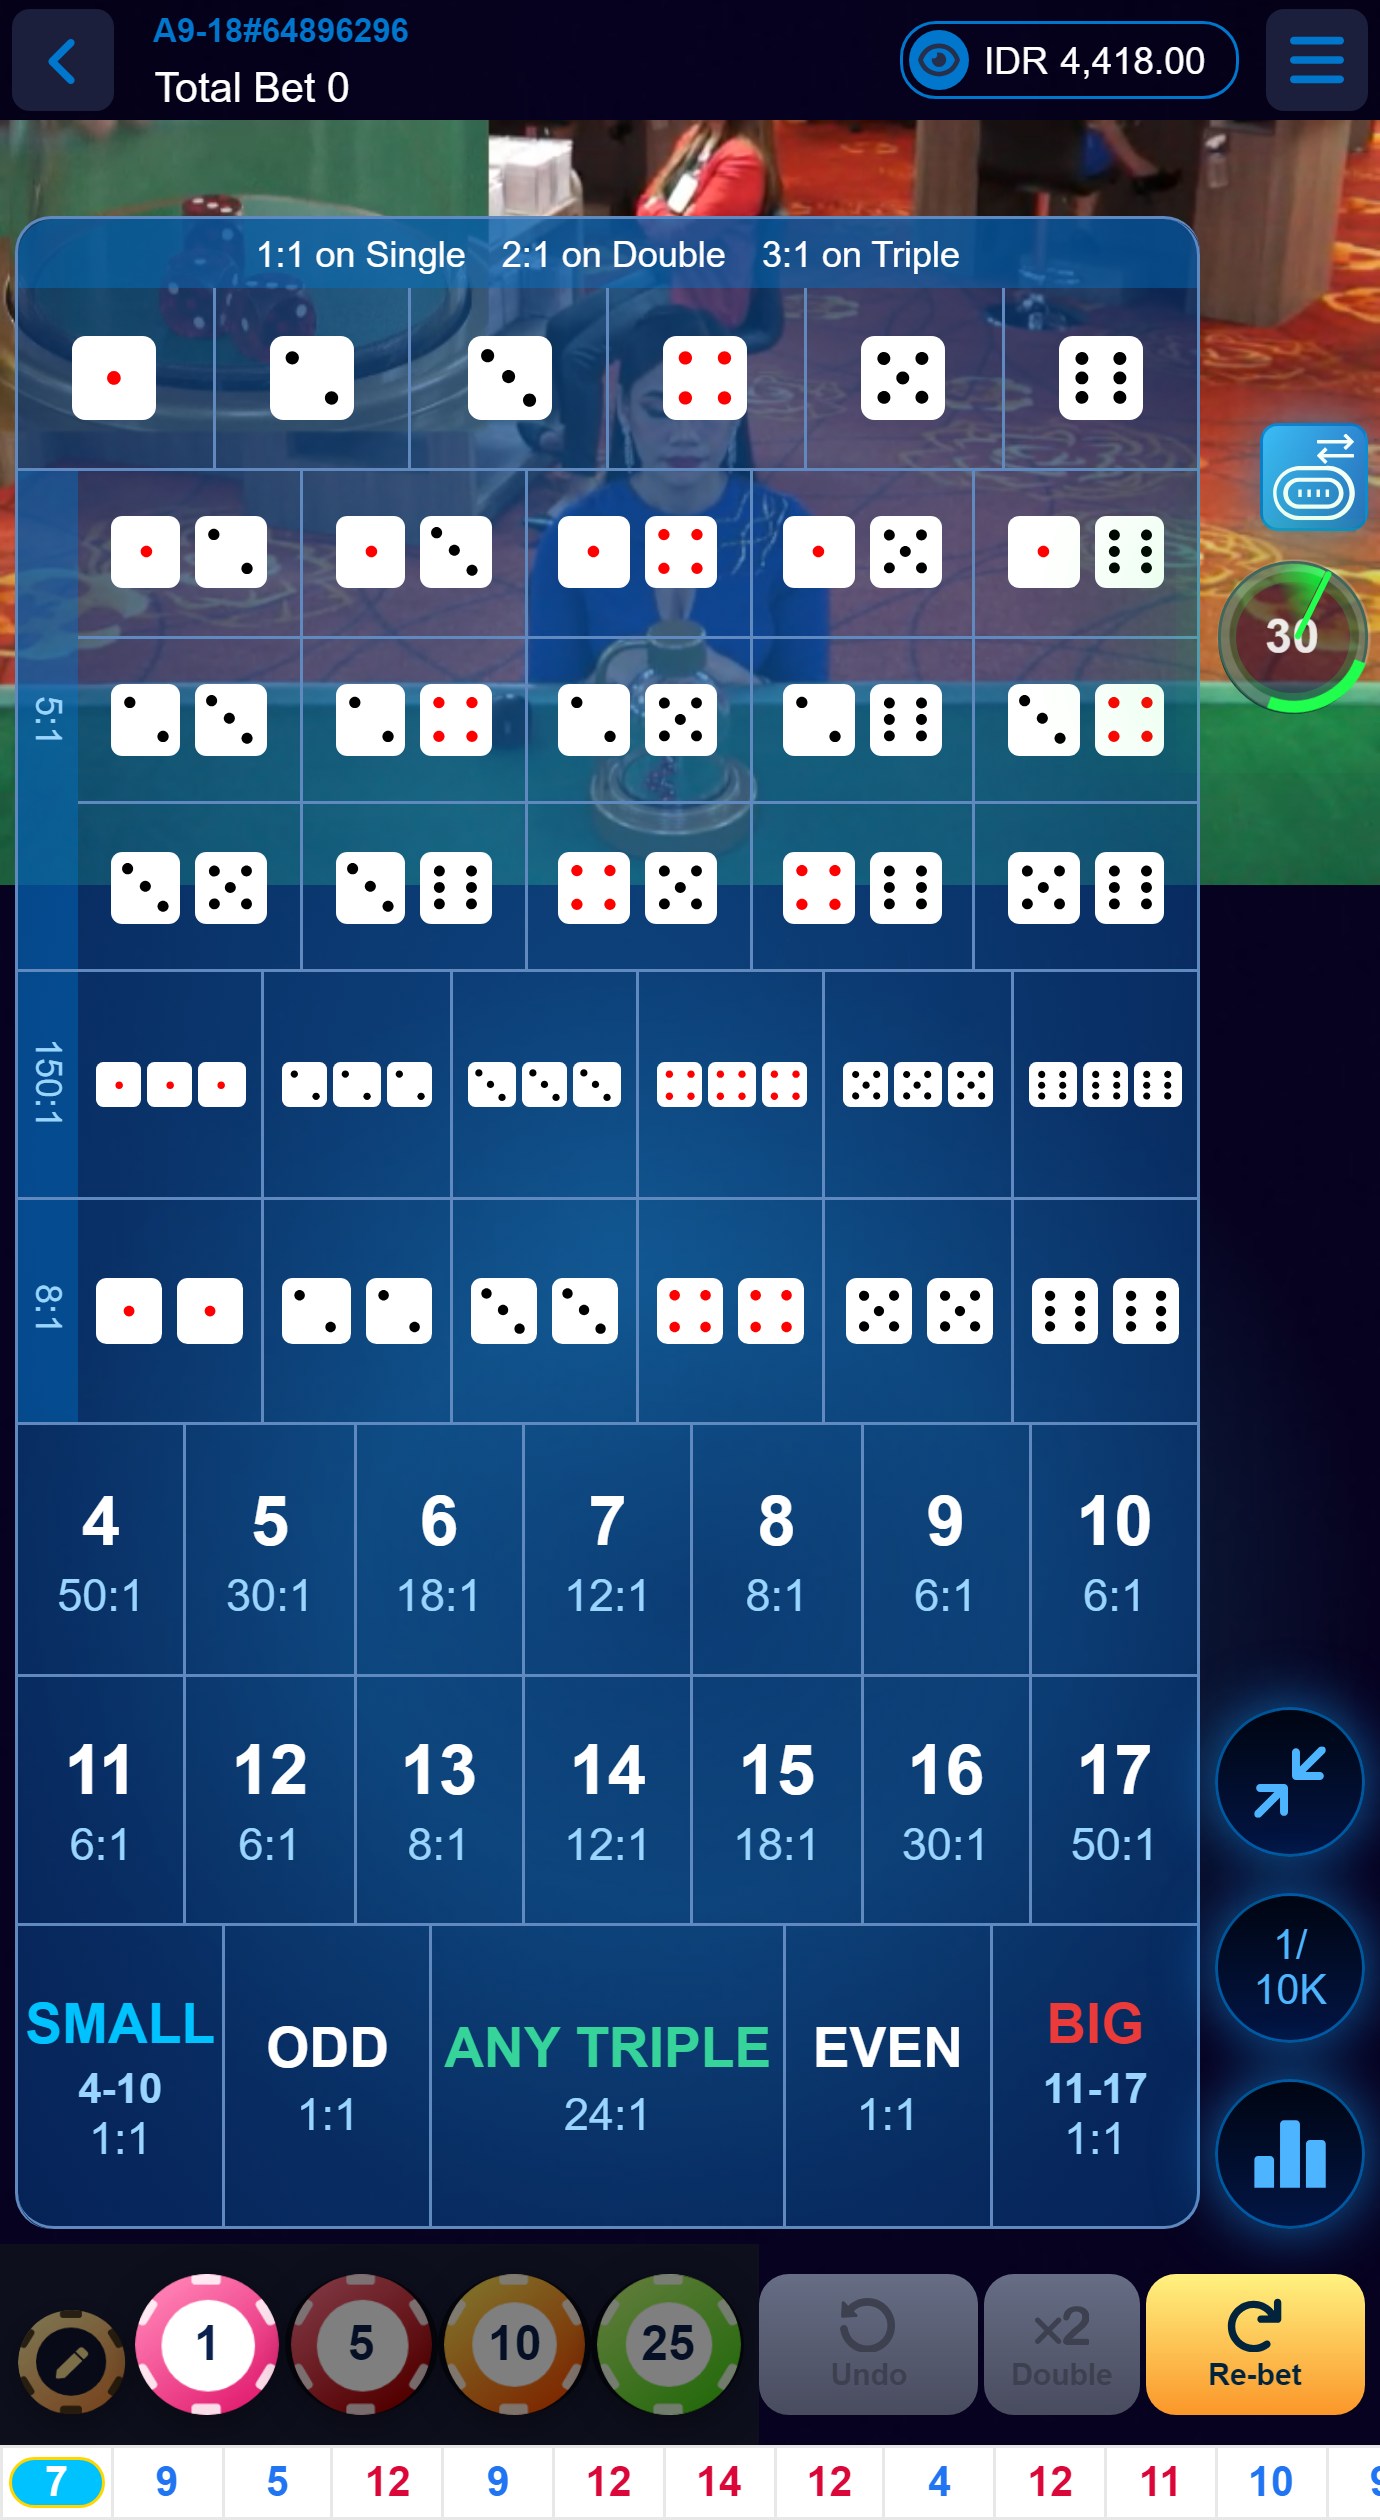 A9-18#64896296
Total Bet 0
IDR 4,418.00
1:1 on Single 2:1 on Double 3:1 on Triple
30
5:1
150:1
8:1
4 5 6 7 8 9 10
50:1 30:1 18:1 12:1 8:1 6:1 6:1
11 12 13 14 15 16 17
6:1 6:1 8:1 12:1 18:1 30:1 50:1
SMALL
4-10
1:1
ODD
1:1
ANY TRIPLE
24:1
EVEN
1:1
BIG
11-17
1:1
1/
10K
1 5 10 25
Undo
x2
Double
Re-bet
7 9 5 12 9 12 14 12 4 12 11 10